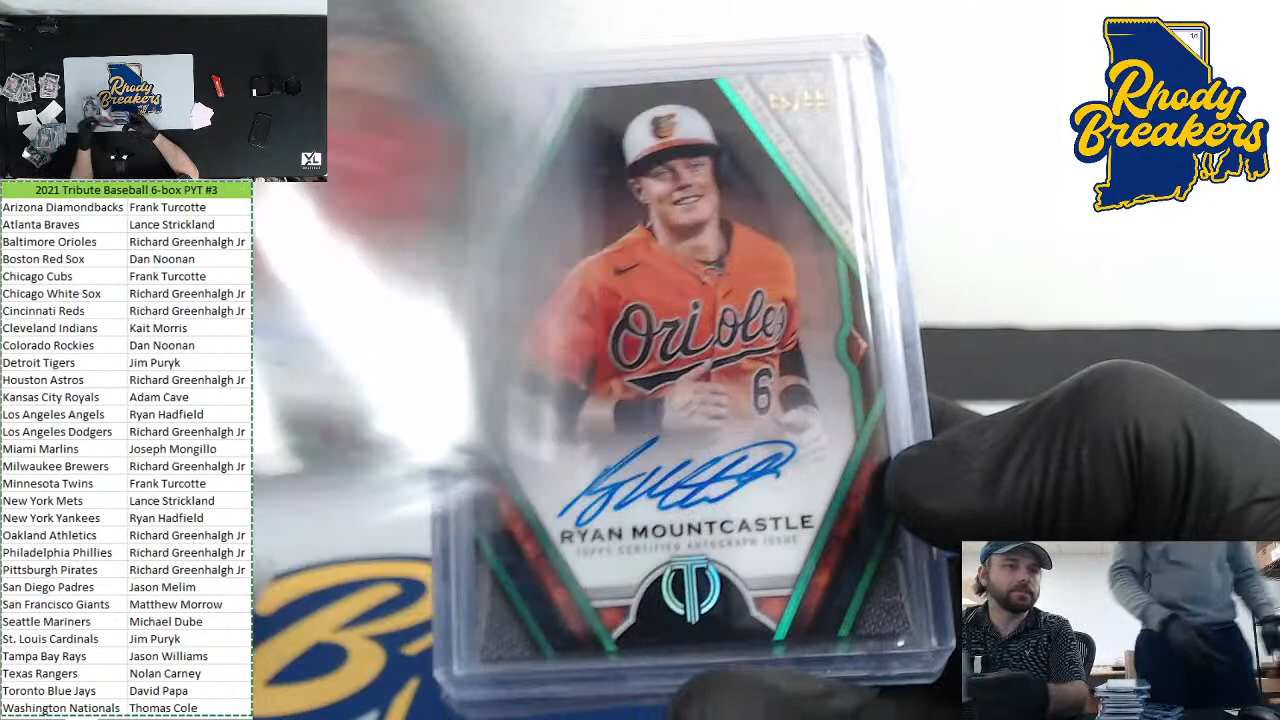 Rhody
Breakers
XL
2021 Tribute Baseball 6-box PYT #3
Arizona Diamondbacks Frank Turcotte
Atlanta Braves Lance Strickland
Baltimore Orioles Richard Greenhalgh Jr
Boston Red Sox Dan Noonan
Chicago Cubs Frank Turcotte
Chicago White Sox Richard Greenhalgh Jr
Cincinnati Reds Richard Greenhalgh Jr
Cleveland Indians Kait Morris
Colorado Rockies Dan Noonan
Detroit Tigers Jim Puryk
Houston Astros Richard Greenhalgh Jr
Kansas City Royals Adam Cave
Los Angeles Angels Ryan Hadfield
Los Angeles Dodgers Richard Greenhalgh Jr
Miami Marlins Joseph Mongillo
Milwaukee Brewers Richard Greenhalgh Jr
Minnesota Twins Frank Turcotte
New York Mets Lance Strickland
New York Yankees Ryan Hadfield
Oakland Athletics Richard Greenhalgh Jr
Philadelphia Phillies Richard Greenhalgh Jr
Pittsburgh Pirates Richard Greenhalgh Jr
San Diego Padres Jason Melim
San Francisco Giants Matthew Morrow
Seattle Mariners Michael Dube
St. Louis Cardinals Jim Puryk
Tampa Bay Rays Jason Williams
Texas Rangers Nolan Carney
Toronto Blue Jays David Papa
Washington Nationals Thomas Cole
Orioles
6
RYAN MOUNTCASTLE
TOPPS CERTIFIED AUTOGRAPH ISSUE
1/1
Rhody
Breakers